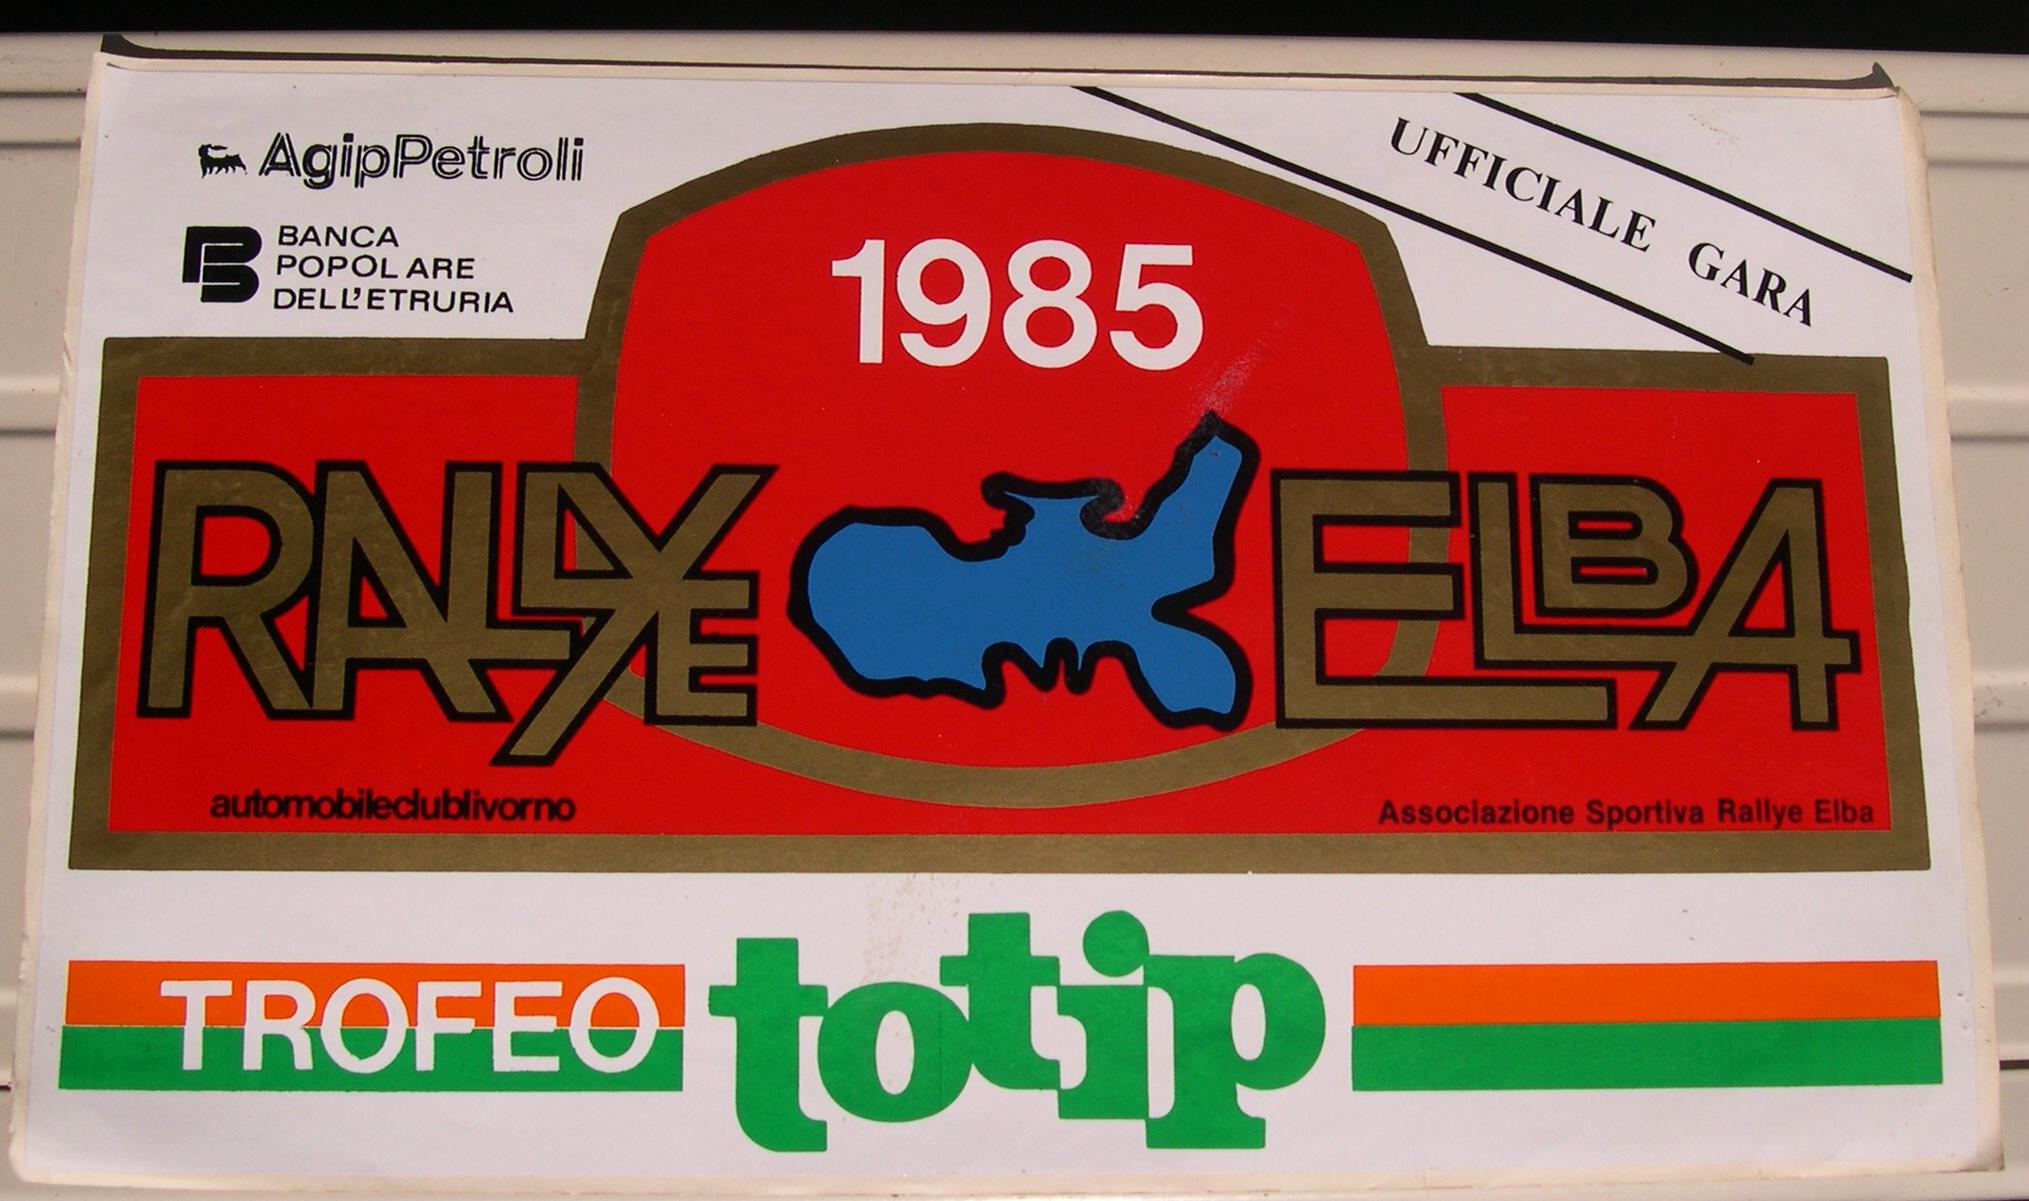 AgipPetroli
BANCA
POPOLARE
DELL'ETRURIA
UFFICIALE GARA
1985
RALLYE ELBA
automobileclublivorno
Associazione Sportiva Rallye Elba
TROFEO totip